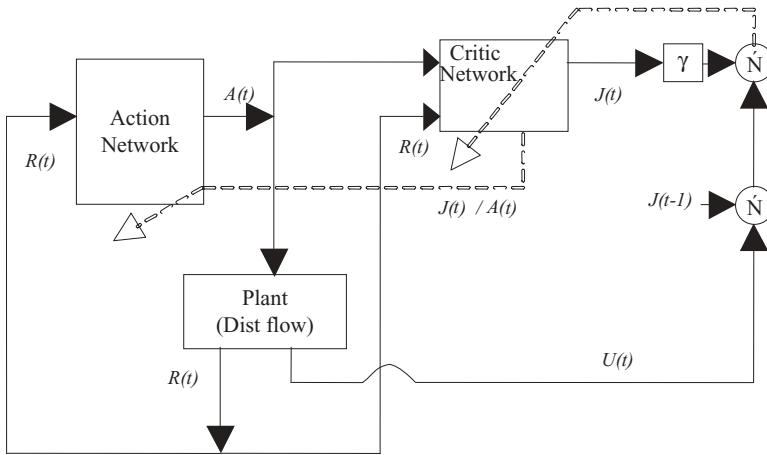 Action
Network
Critic
Network
A(t)
R(t)
R(t)
J(t)
γ
Ń
J(t) / A(t)
J(t-1)
Ń
Plant
(Dist flow)
R(t)
U(t)